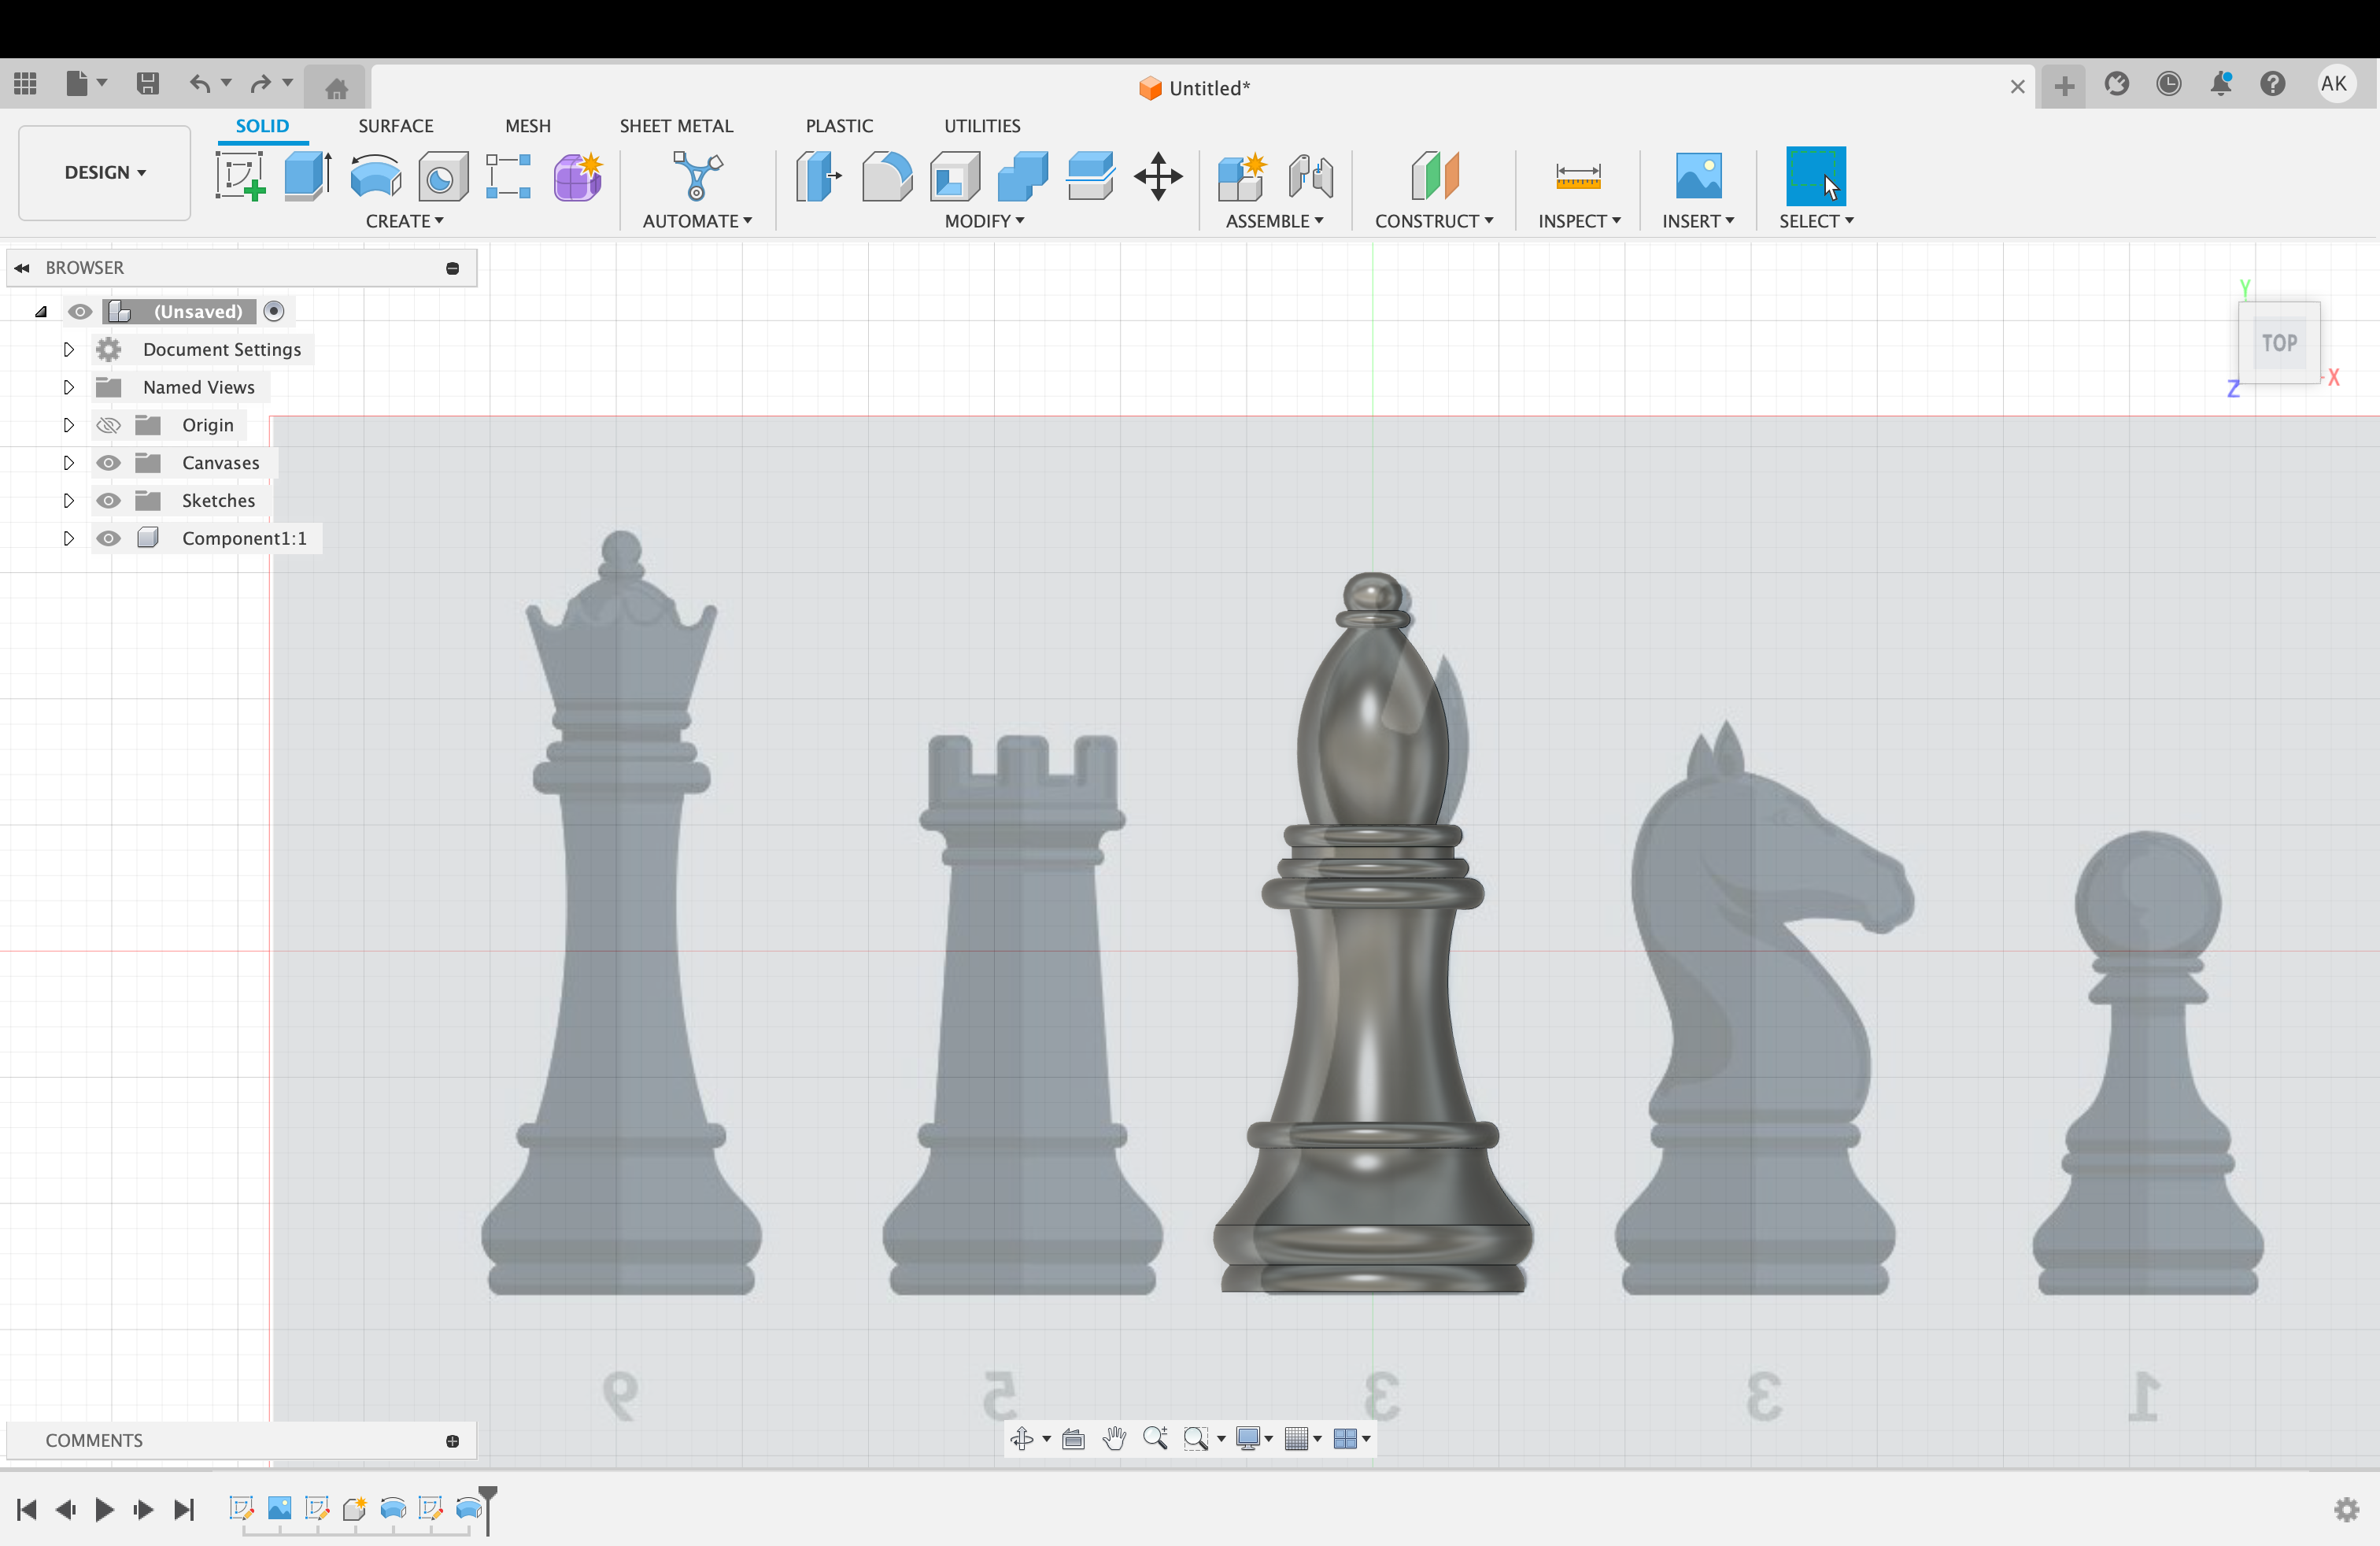 Untitled*
AK
SOLID SURFACE MESH SHEET METAL PLASTIC UTILITIES
DESIGN
CREATE AUTOMATE MODIFY ASSEMBLE CONSTRUCT INSPECT INSERT SELECT
BROWSER
(Unsaved)
Document Settings
Named Views
Origin
Canvases
Sketches
Component1:1
Y
TOP
X
Z
9 5 3 3 1
COMMENTS